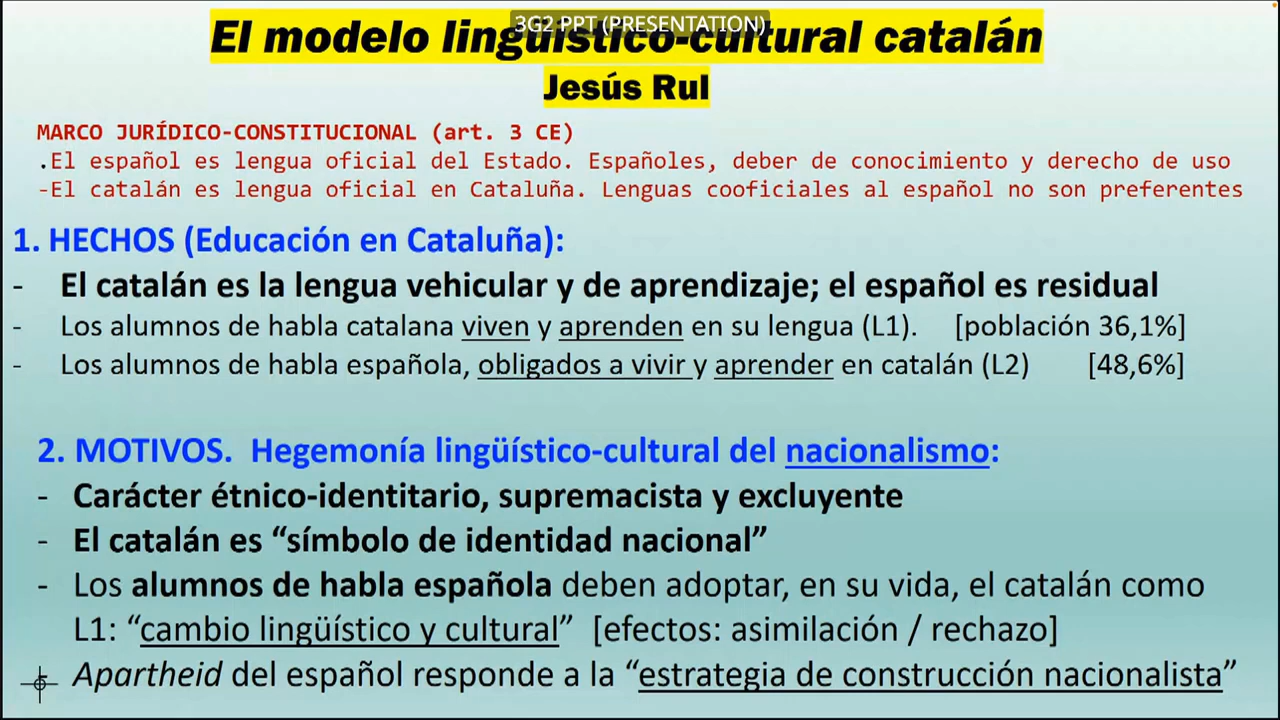 3G2 PPT (PRESENTATION)
El modelo lingüístico-cultural catalán
Jesús Rul
MARCO JURÍDICO-CONSTITUCIONAL (art. 3 CE)
.El español es lengua oficial del Estado. Españoles, deber de conocimiento y derecho de uso
-El catalán es lengua oficial en Cataluña. Lenguas cooficiales al español no son preferentes
1. HECHOS (Educación en Cataluña):
- El catalán es la lengua vehicular y de aprendizaje; el español es residual
- Los alumnos de habla catalana viven y aprenden en su lengua (L1). [población 36,1%]
- Los alumnos de habla española, obligados a vivir y aprender en catalán (L2) [48,6%]
2. MOTIVOS. Hegemonía lingüístico-cultural del nacionalismo:
- Carácter étnico-identitario, supremacista y excluyente
- El catalán es “símbolo de identidad nacional”
- Los alumnos de habla española deben adoptar, en su vida, el catalán como
L1: “cambio lingüístico y cultural” [efectos: asimilación / rechazo]
- Apartheid del español responde a la “estrategia de construcción nacionalista”